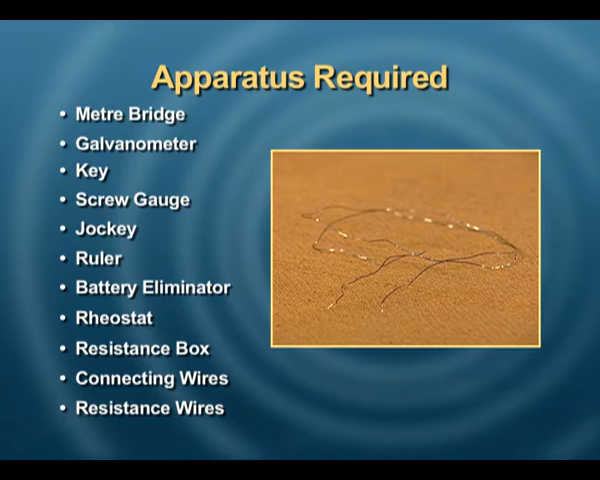 Apparatus Required
• Metre Bridge
• Galvanometer
• Key
• Screw Gauge
• Jockey
• Ruler
• Battery Eliminator
• Rheostat
• Resistance Box
• Connecting Wires
• Resistance Wires